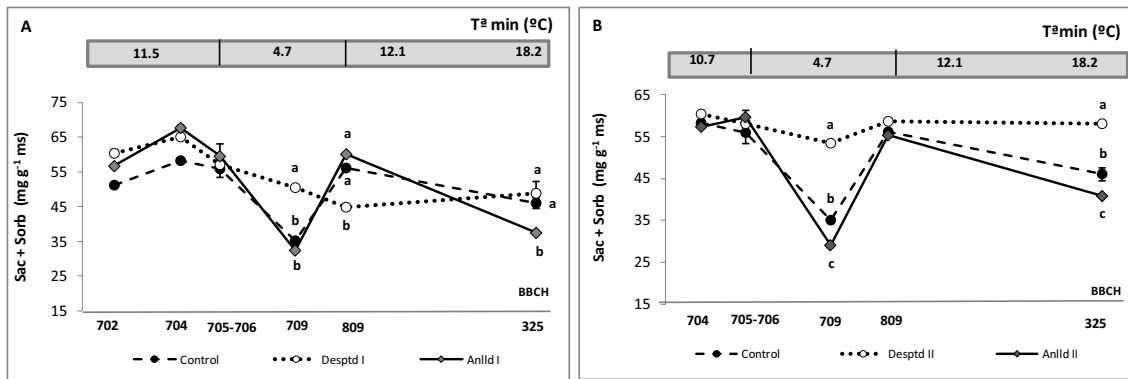 A
Tª min (ºC)
11.5 4.7 12.1 18.2
Sac + Sorb (mg g⁻¹ ms)
75
65
55
45
35
25
15
a
a
a
b
b
b
a
b
BBCH
702 704 705-706 709 809 325
Control Desptd I Anlld I
B
Tªmin (ºC)
10.7 4.7 12.1 18.2
Sac + Sorb (mg g⁻¹ ms)
65
55
45
35
25
15
a
b
c
a
b
c
BBCH
704 705-706 709 809 325
Control Desptd II Anlld II